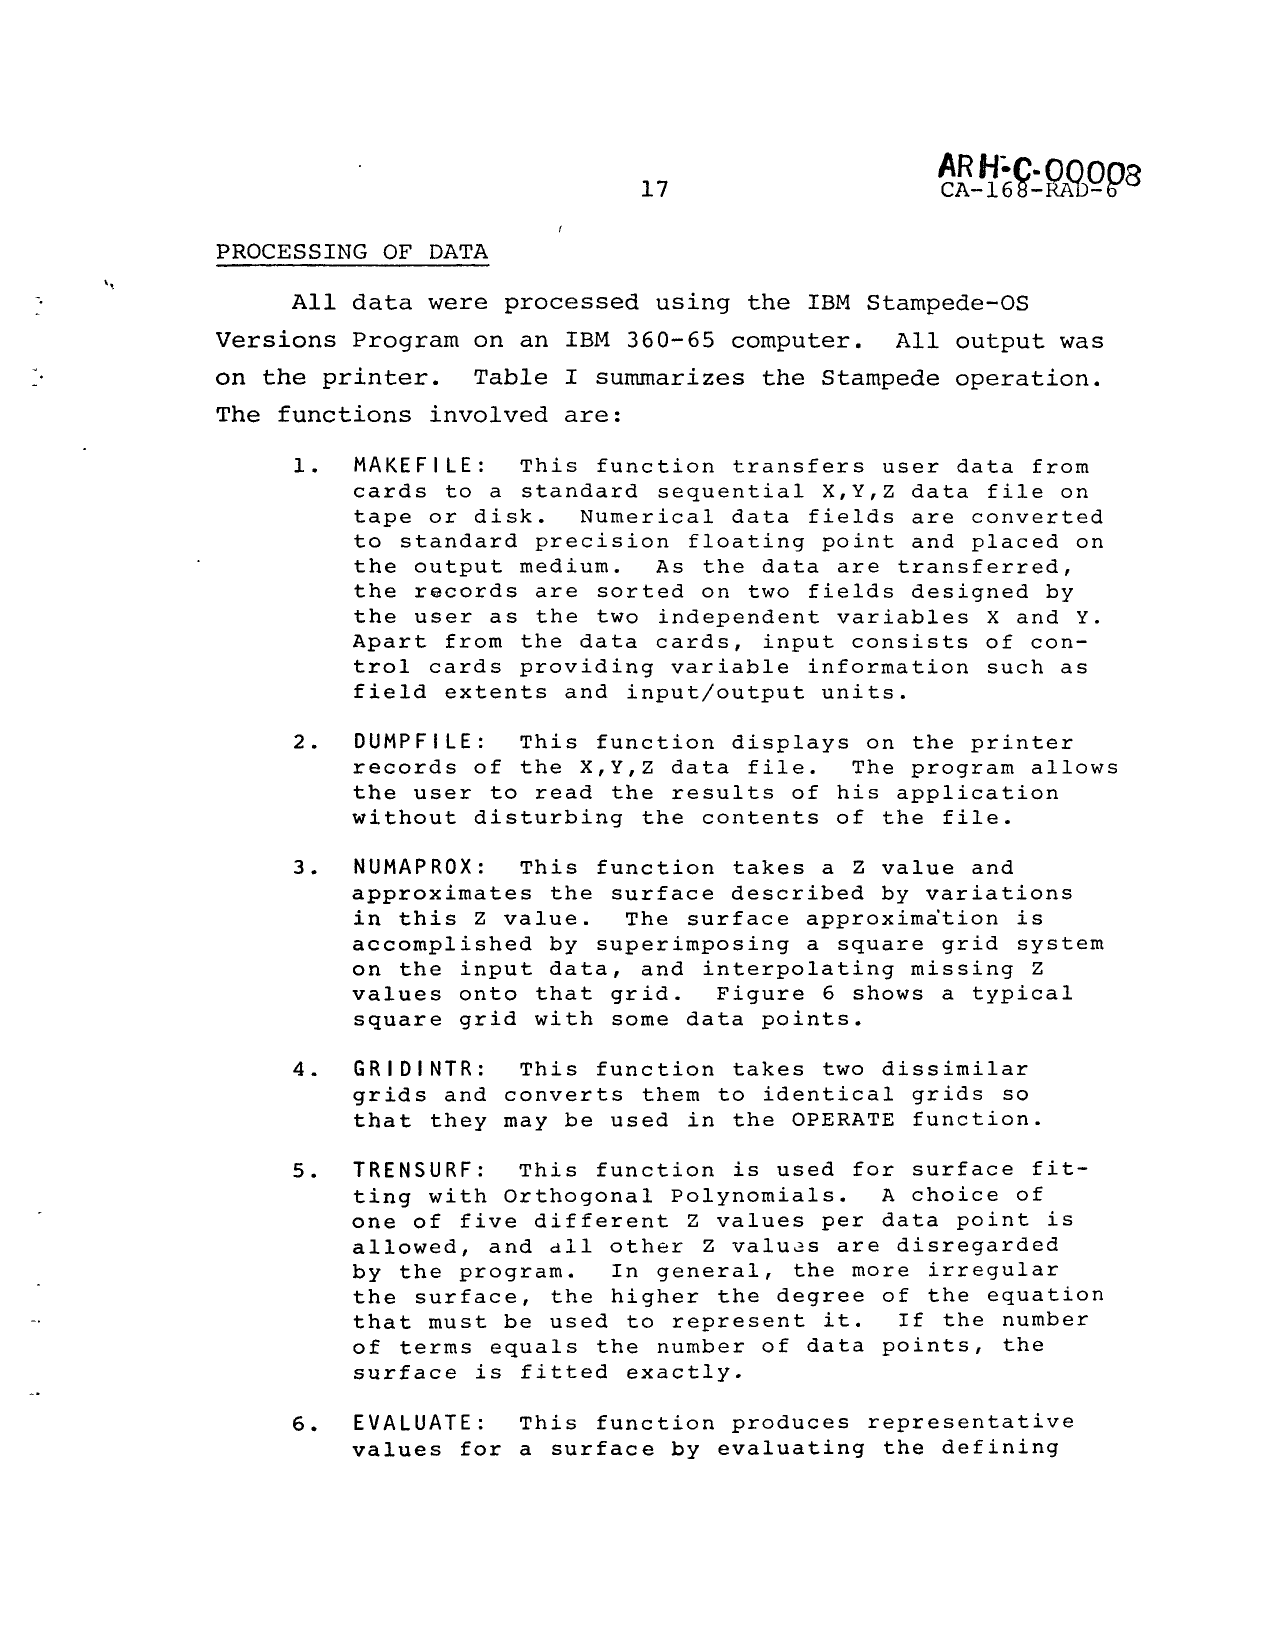 ARH-C-00008
17
CA-168-RAD-6
PROCESSING OF DATA
All data were processed using the IBM Stampede-OS
Versions Program on an IBM 360-65 computer. All output was
on the printer. Table I summarizes the Stampede operation.
The functions involved are:
1. MAKEFILE: This function transfers user data from
cards to a standard sequential X,Y,Z data file on
tape or disk. Numerical data fields are converted
to standard precision floating point and placed on
the output medium. As the data are transferred,
the records are sorted on two fields designed by
the user as the two independent variables X and Y.
Apart from the data cards, input consists of con-
trol cards providing variable information such as
field extents and input/output units.
2. DUMPFILE: This function displays on the printer
records of the X,Y,Z data file. The program allows
the user to read the results of his application
without disturbing the contents of the file.
3. NUMAPROX: This function takes a Z value and
approximates the surface described by variations
in this Z value. The surface approximation is
accomplished by superimposing a square grid system
on the input data, and interpolating missing Z
values onto that grid. Figure 6 shows a typical
square grid with some data points.
4. GRIDINTR: This function takes two dissimilar
grids and converts them to identical grids so
that they may be used in the OPERATE function.
5. TRENSURF: This function is used for surface fit-
ting with Orthogonal Polynomials. A choice of
one of five different Z values per data point is
allowed, and all other Z values are disregarded
by the program. In general, the more irregular
the surface, the higher the degree of the equation
that must be used to represent it. If the number
of terms equals the number of data points, the
surface is fitted exactly.
6. EVALUATE: This function produces representative
values for a surface by evaluating the defining